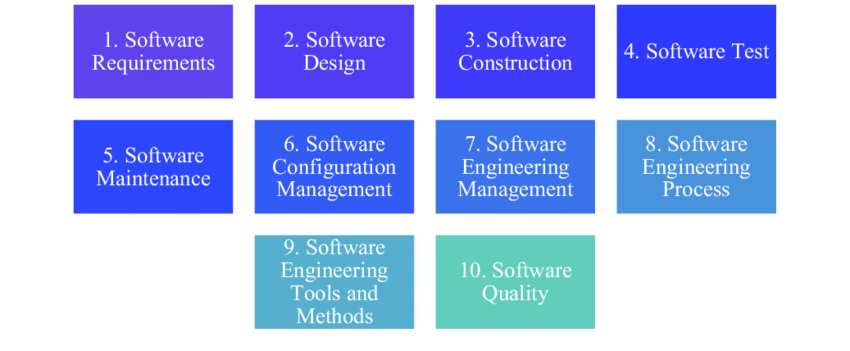 1. Software
Requirements
2. Software
Design
3. Software
Construction
4. Software Test
5. Software
Maintenance
6. Software
Configuration
Management
7. Software
Engineering
Management
8. Software
Engineering
Process
9. Software
Engineering
Tools and
Methods
10. Software
Quality